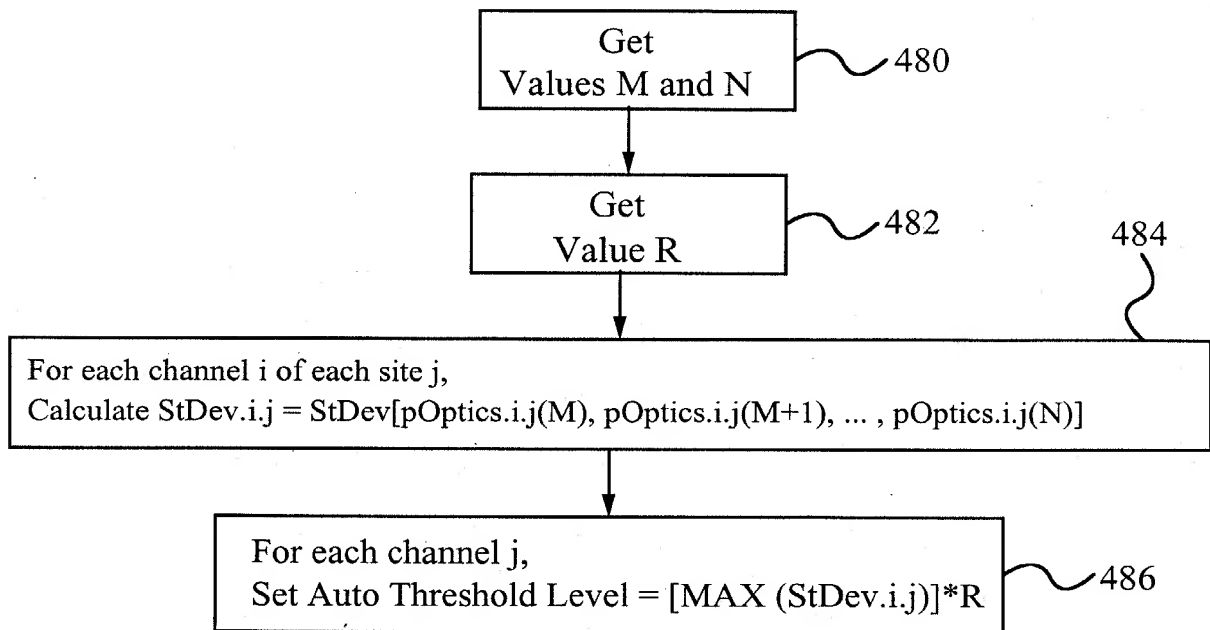 Get
Values M and N
480
Get
Value R
482
484
For each channel i of each site j,
Calculate StDev.i.j = StDev[pOptics.i.j(M), pOptics.i.j(M+1), ... , pOptics.i.j(N)]
For each channel j,
Set Auto Threshold Level = [MAX (StDev.i.j)]*R
486